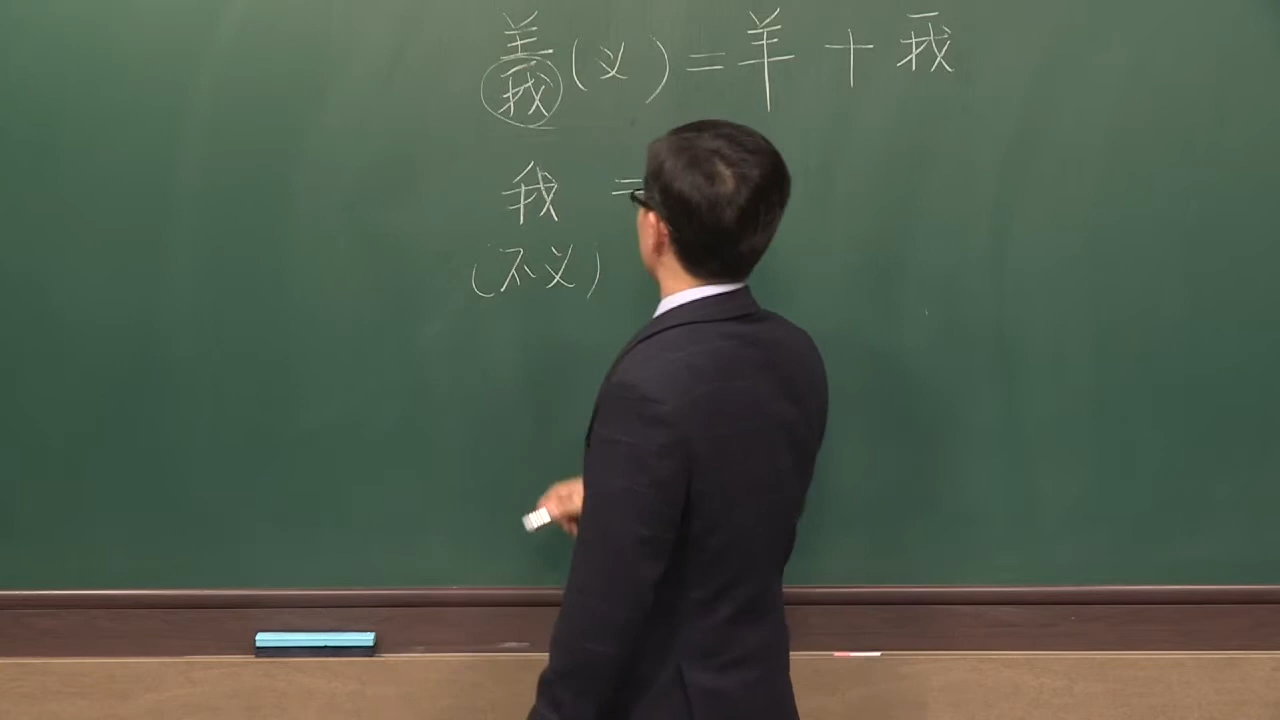 義(义) = 羊 + 我
我 =
(不义)